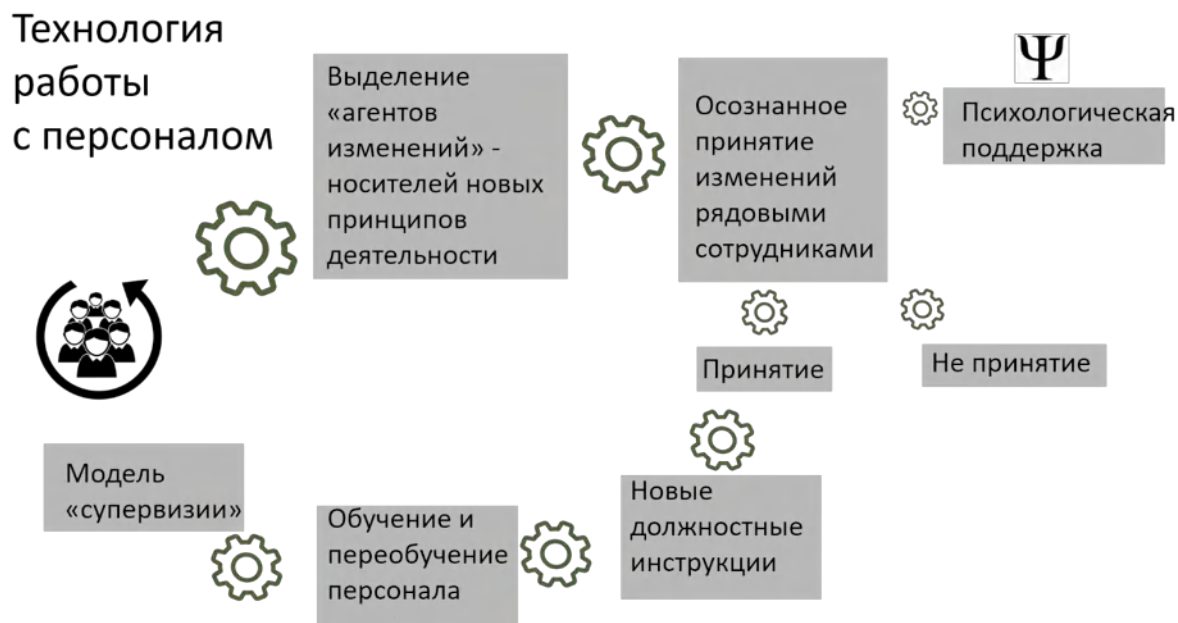 Технология
работы
с персоналом
Выделение
«агентов
изменений» -
носителей новых
принципов
деятельности
Осознанное
принятие
изменений
рядовыми
сотрудниками
Ψ
Психологическая
поддержка
Принятие
Не принятие
Новые
должностные
инструкции
Обучение и
переобучение
персонала
Модель
«супервизии»